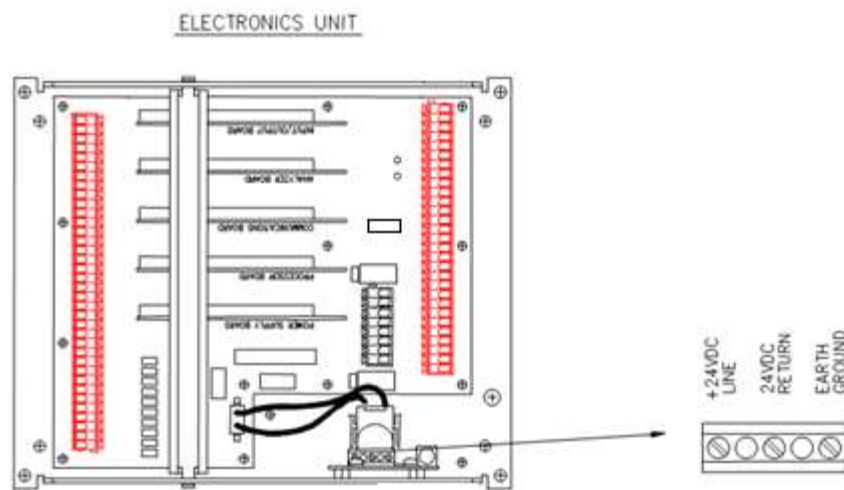 ELECTRONICS UNIT
INPUT/OUTPUT BOARD
ANALYZER BOARD
COMMUNICATIONS BOARD
PROCESSOR BOARD
POWER SUPPLY BOARD
+24VDC
LINE
24VDC
RETURN
EARTH
GROUND